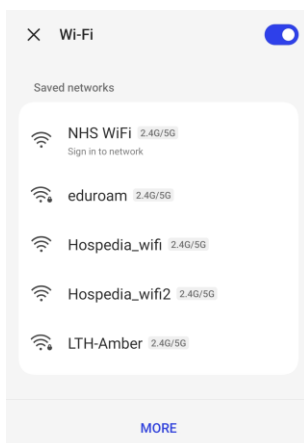 Wi-Fi
Saved networks
NHS WiFi 2.4G/5G
Sign in to network
eduroam 2.4G/5G
Hospedia_wifi 2.4G/5G
Hospedia_wifi2 2.4G/5G
LTH-Amber 2.4G/5G
MORE